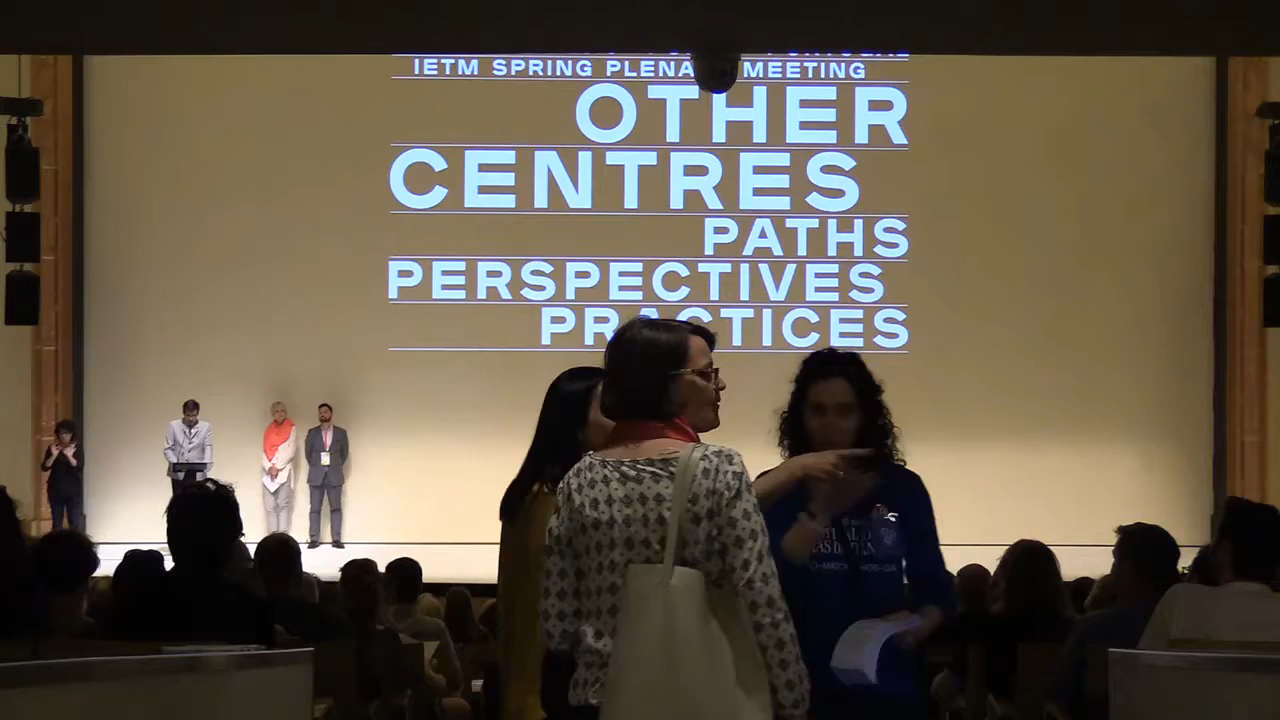 IETM SPRING PLENA MEETING
OTHER
CENTRES
PATHS
PERSPECTIVES
PRACTICES